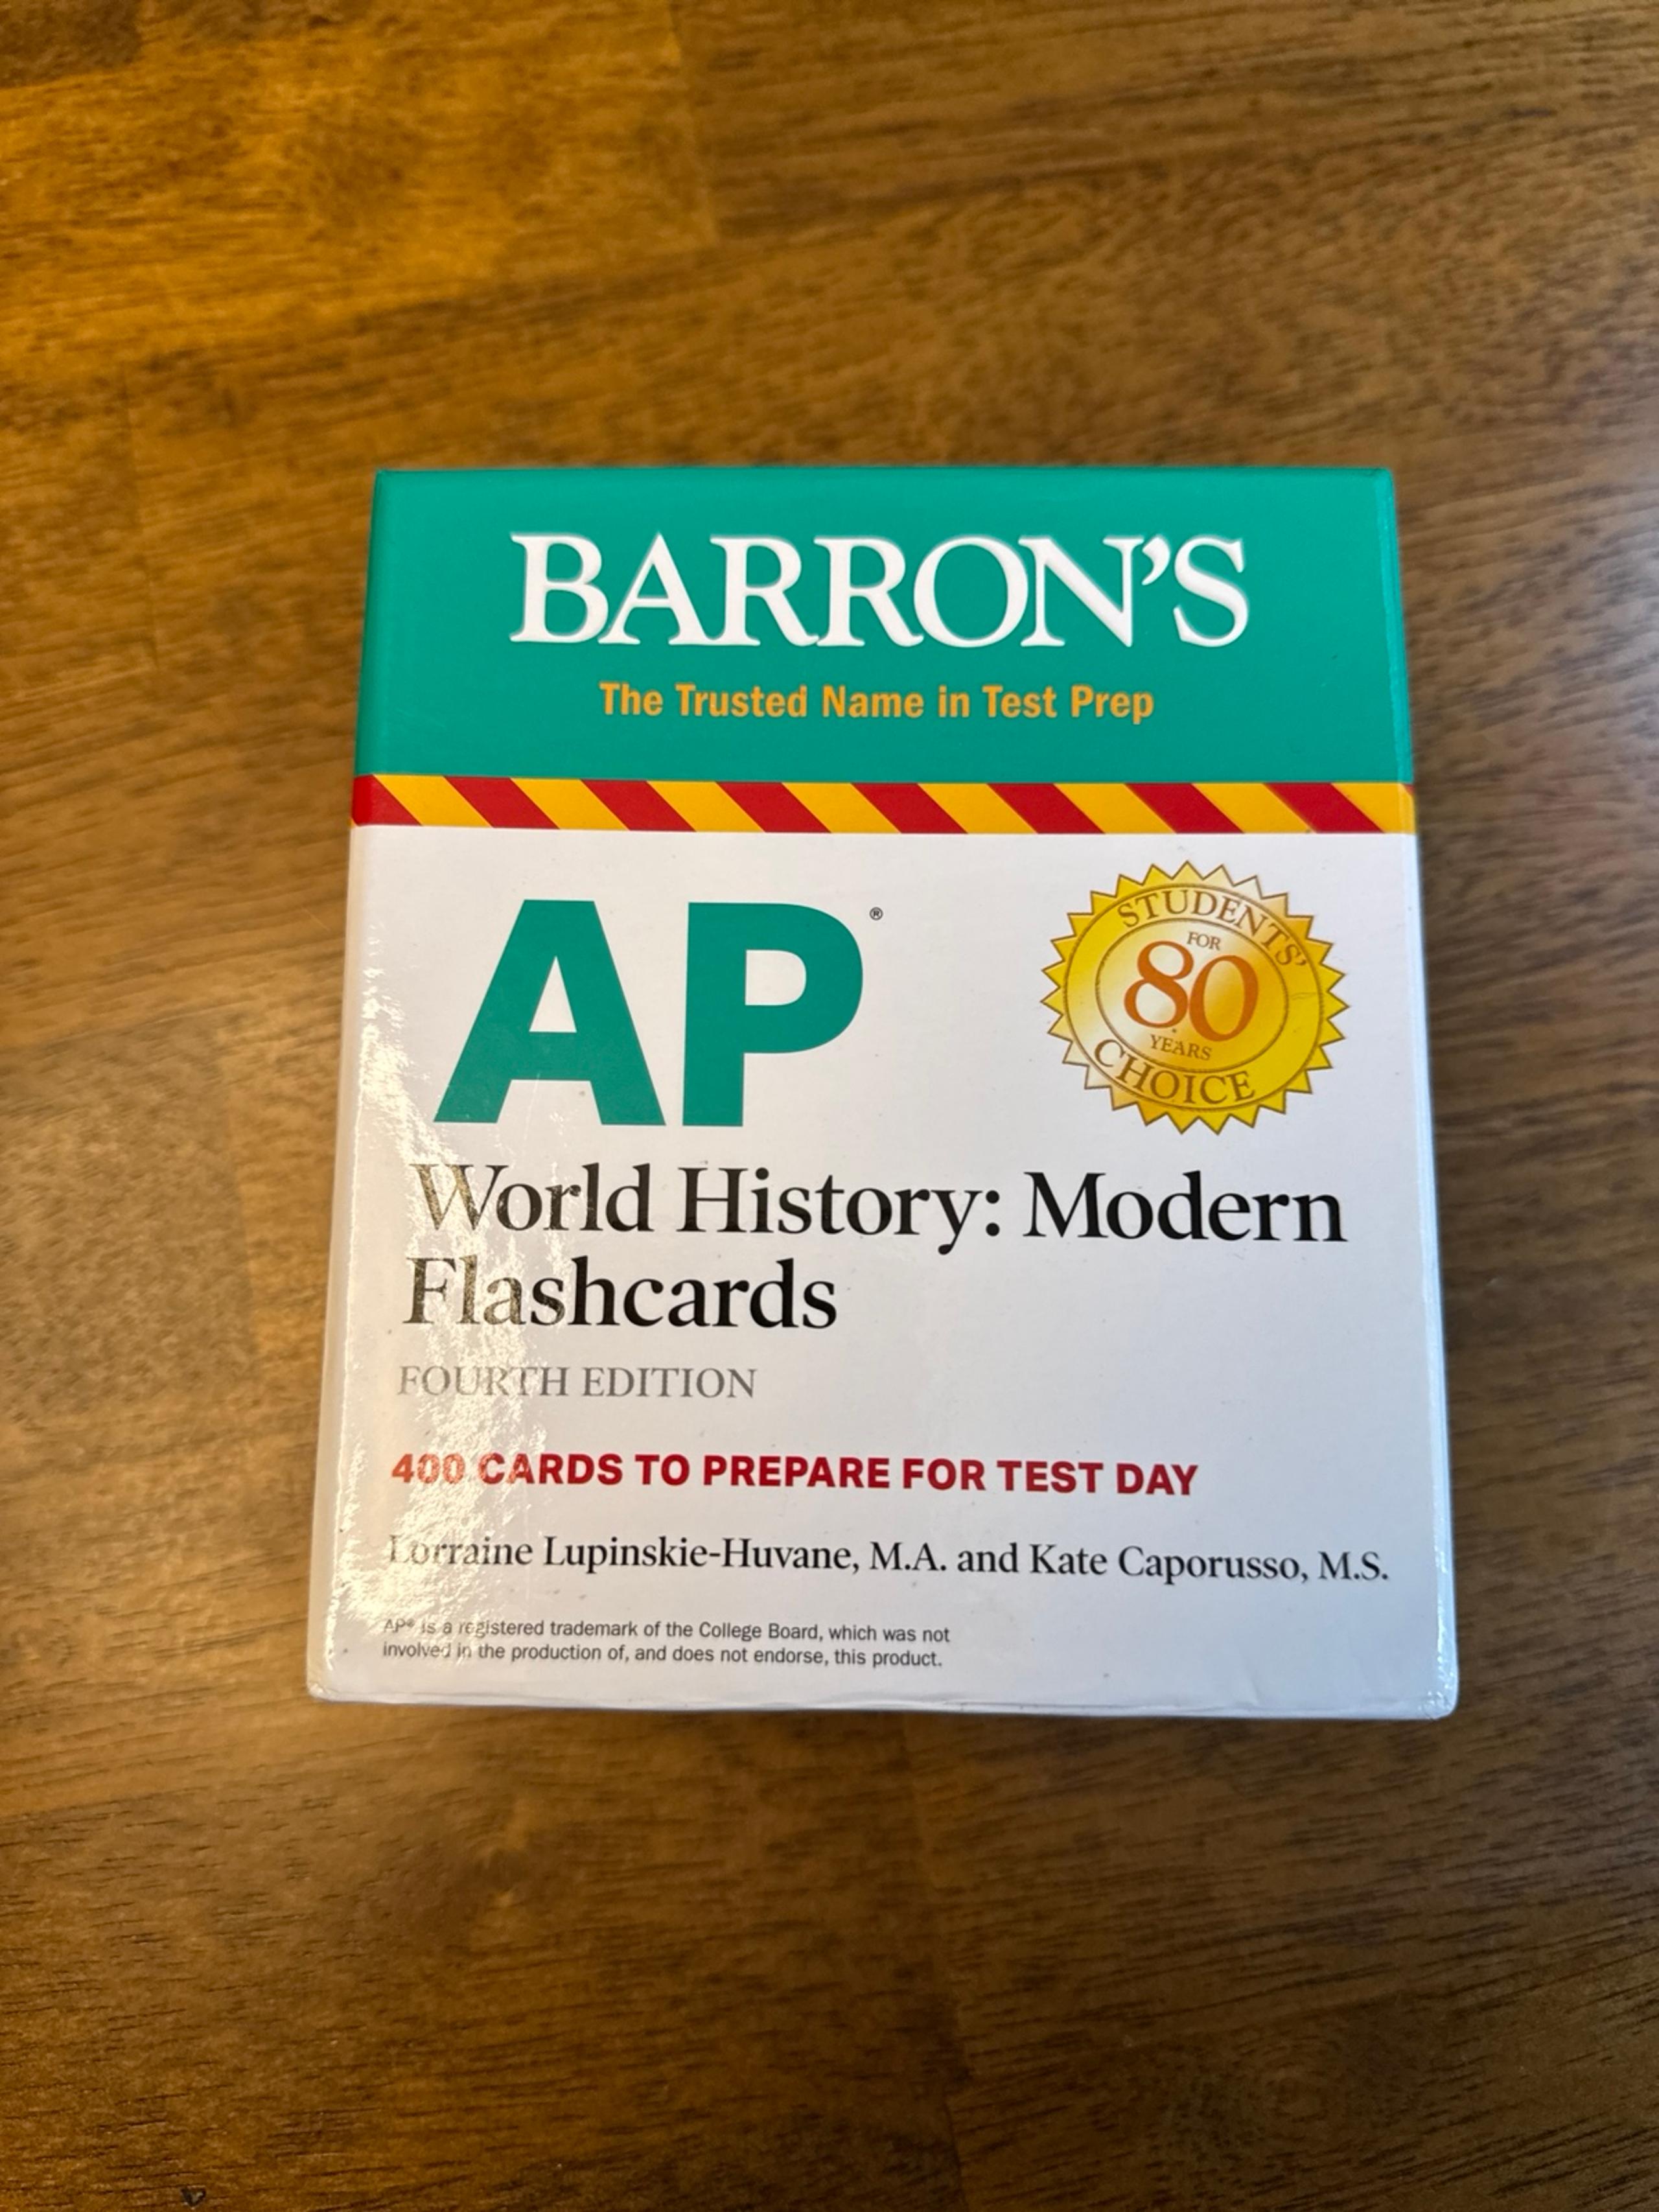 BARRON'S
The Trusted Name in Test Prep
AP®
STUDENTS'
FOR
80
YEARS
CHOICE
World History: Modern
Flashcards
FOURTH EDITION
400 CARDS TO PREPARE FOR TEST DAY
Lorraine Lupinskie-Huvane, M.A. and Kate Caporusso, M.S.
AP® is a registered trademark of the College Board, which was not
involved in the production of, and does not endorse, this product.